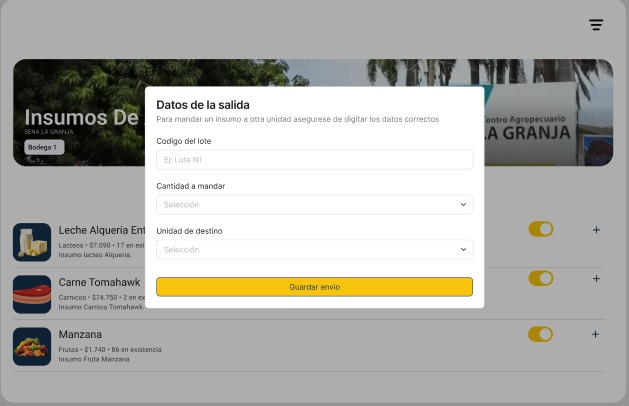 Insumos De
SENA LA GRANJA
Bodega 1
Centro Agropecuario
LA GRANJA
Datos de la salida
Para mandar un insumo a otra unidad asegurese de digitar los datos correctos
Codigo del lote
Ej: Lote N1
Cantidad a mandar
Selección
Unidad de destino
Selección
Guardar envio
Leche Alquería Ent
Lacteos • $7.090 • 17 en exi
Insumo lacteo Alquería.
Carne Tomahawk
Carnicos • $74.750 • 2 en ex
Insumo Carnico Tomahawk.
Manzana
Frutas • $1.740 • 86 en existencia
Insumo Fruta Manzana